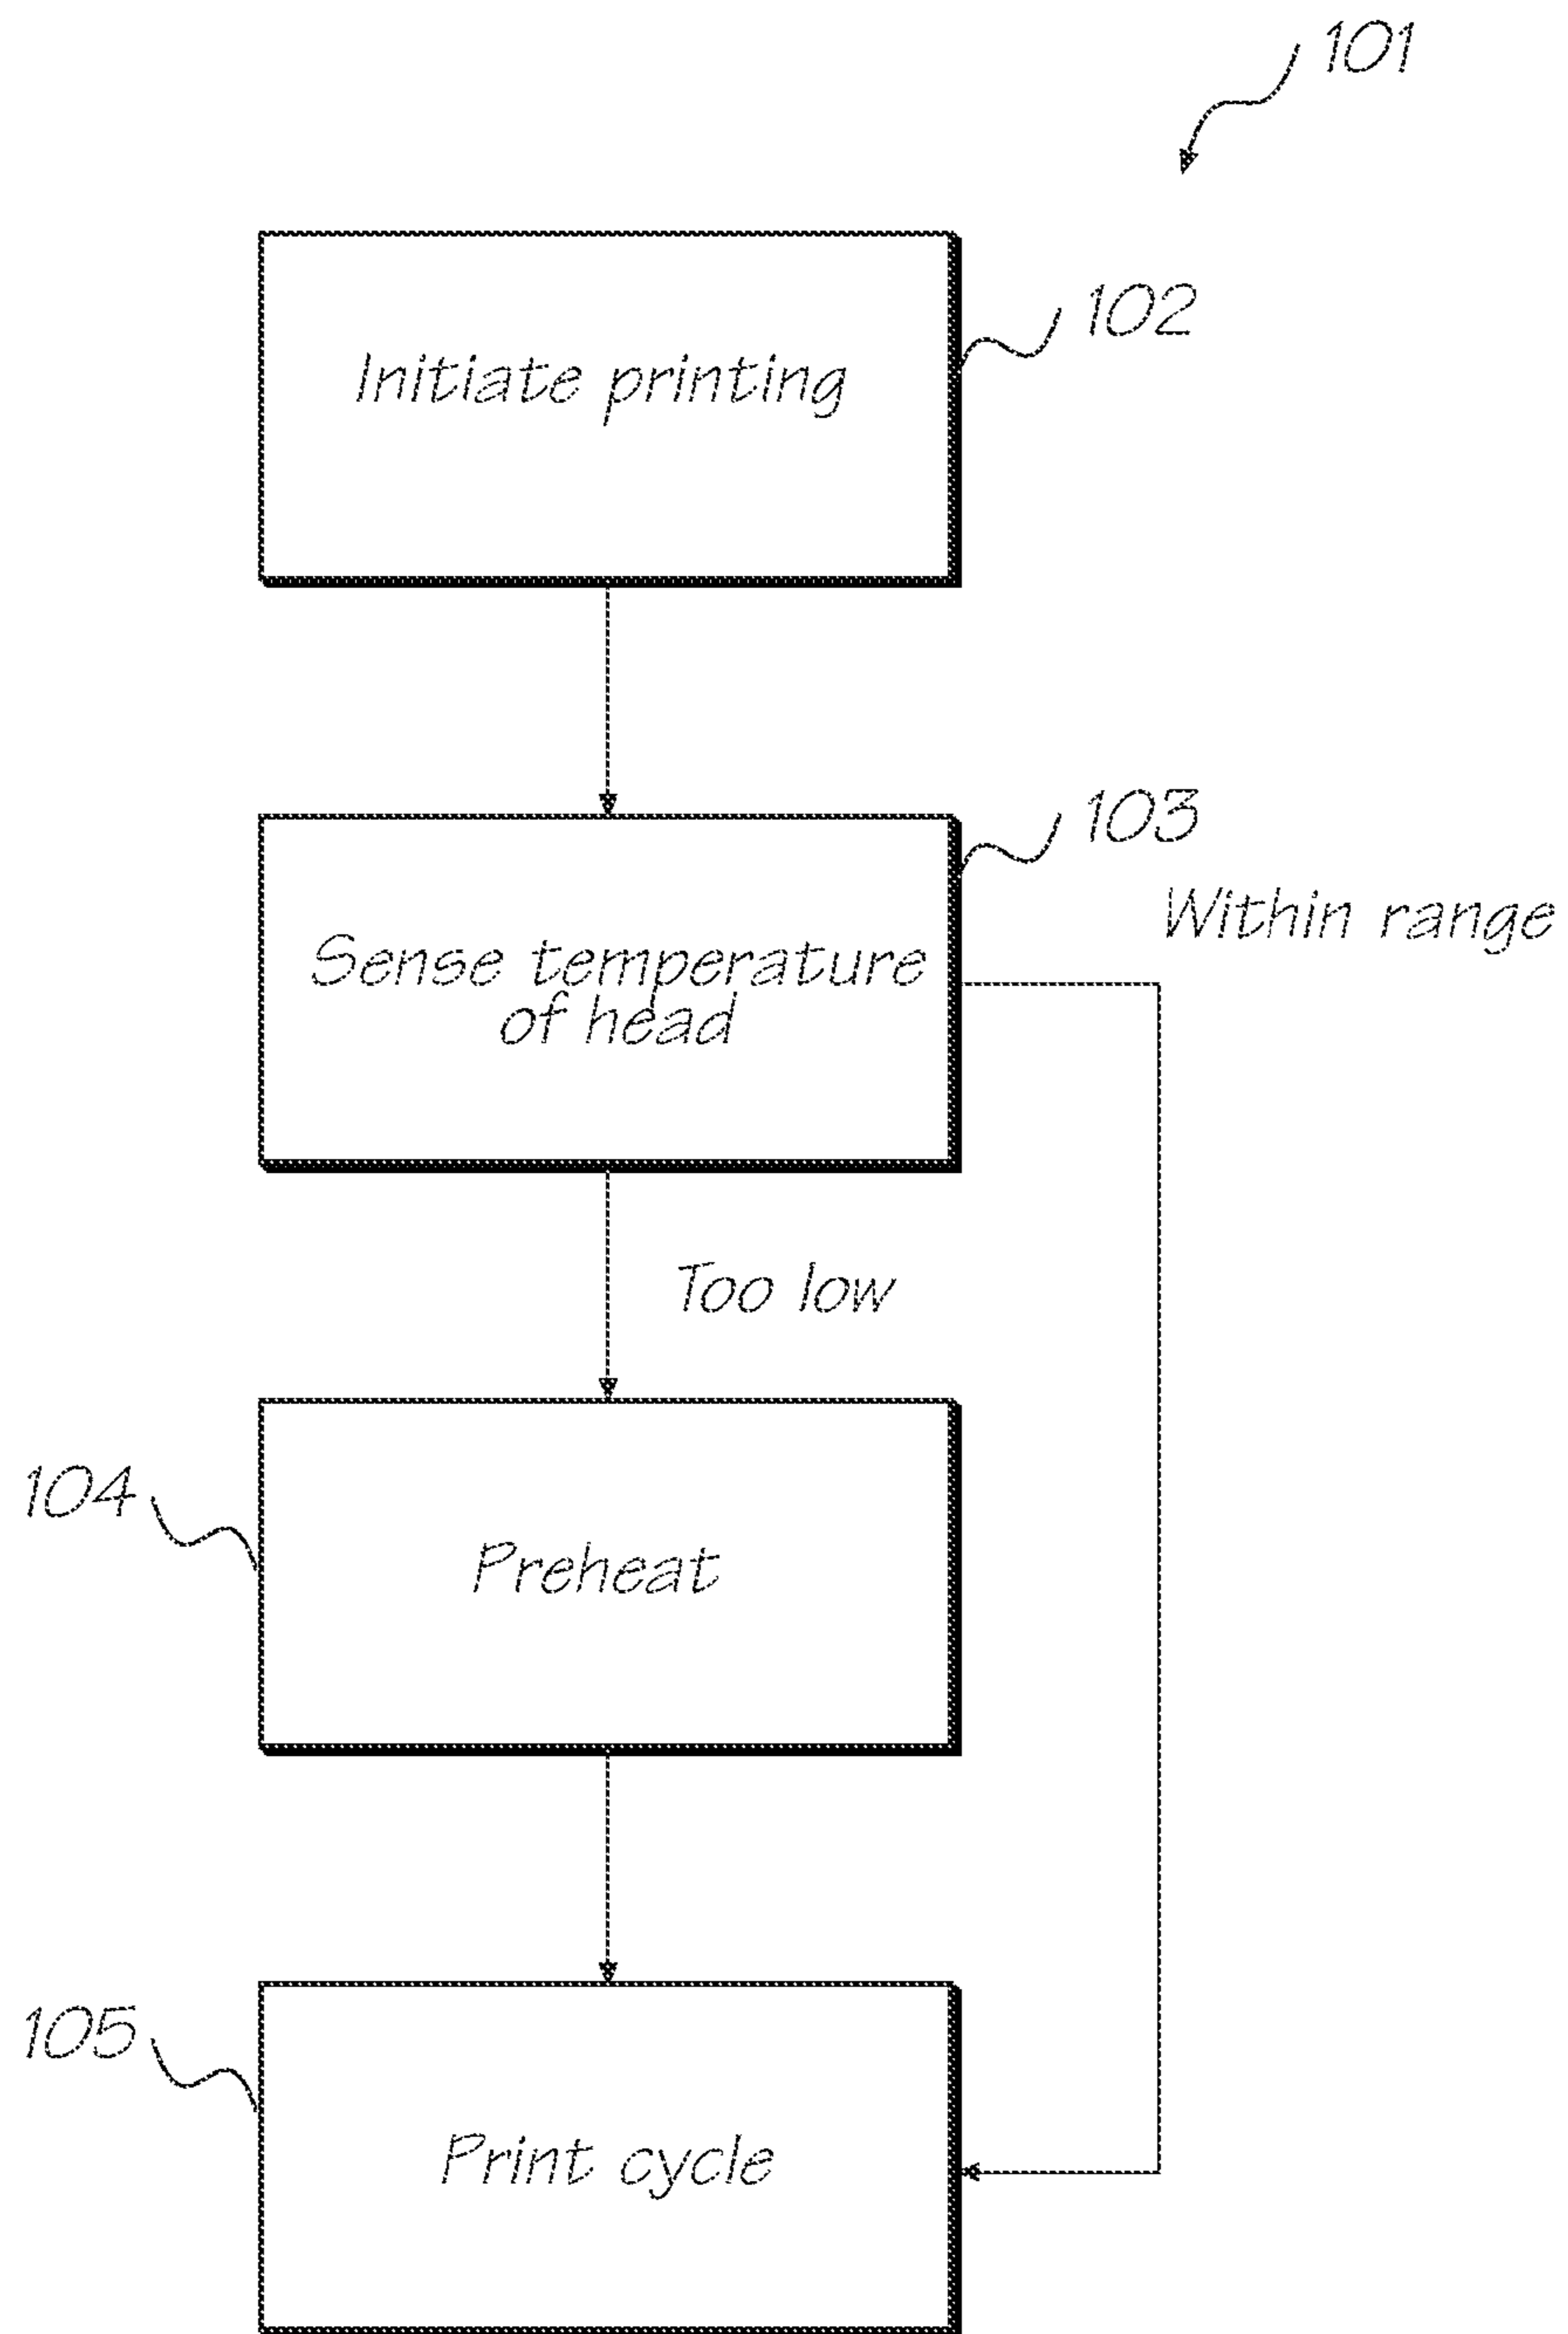 101
Initiate printing
102
103
Within range
Sense temperature
of head
Too low
104
Preheat
105
Print cycle